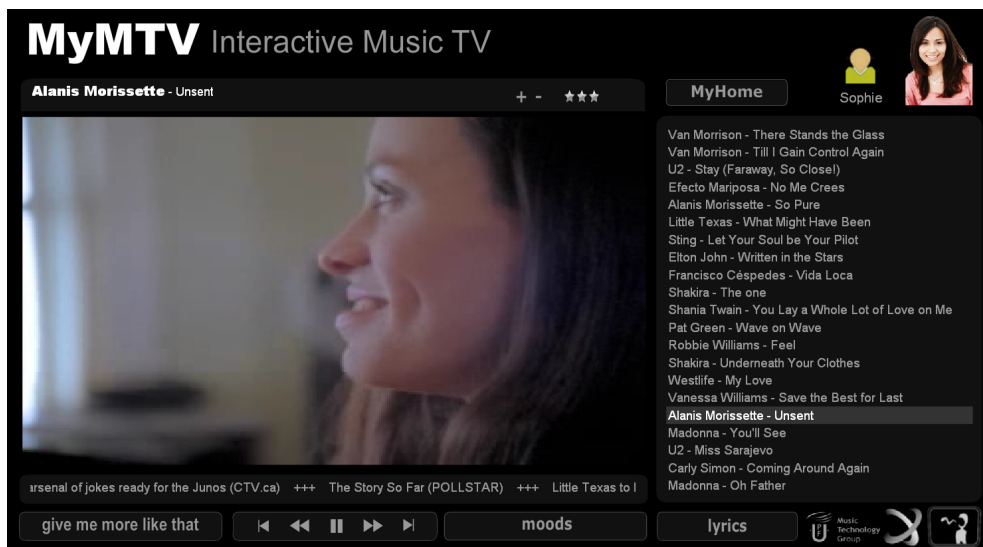 MyMTV Interactive Music TV
Sophie
Alanis Morissette - Unsent
+ -
MyHome
Van Morrison - There Stands the Glass
Van Morrison - Till I Gain Control Again
U2 - Stay (Faraway, So Close!)
Efecto Mariposa - No Me Crees
Alanis Morissette - So Pure
Little Texas - What Might Have Been
Sting - Let Your Soul be Your Pilot
Elton John - Written in the Stars
Francisco Céspedes - Vida Loca
Shakira - The one
Shania Twain - You Lay a Whole Lot of Love on Me
Pat Green - Wave on Wave
Robbie Williams - Feel
Shakira - Underneath Your Clothes
Westlife - My Love
Vanessa Williams - Save the Best for Last
Alanis Morissette - Unsent
Madonna - You'll See
U2 - Miss Sarajevo
Carly Simon - Coming Around Again
Madonna - Oh Father
arsenal of jokes ready for the Junos (CTV.ca) +++ The Story So Far (POLLSTAR) +++ Little Texas to
give me more like that
moods
lyrics
Music
Technology
Group